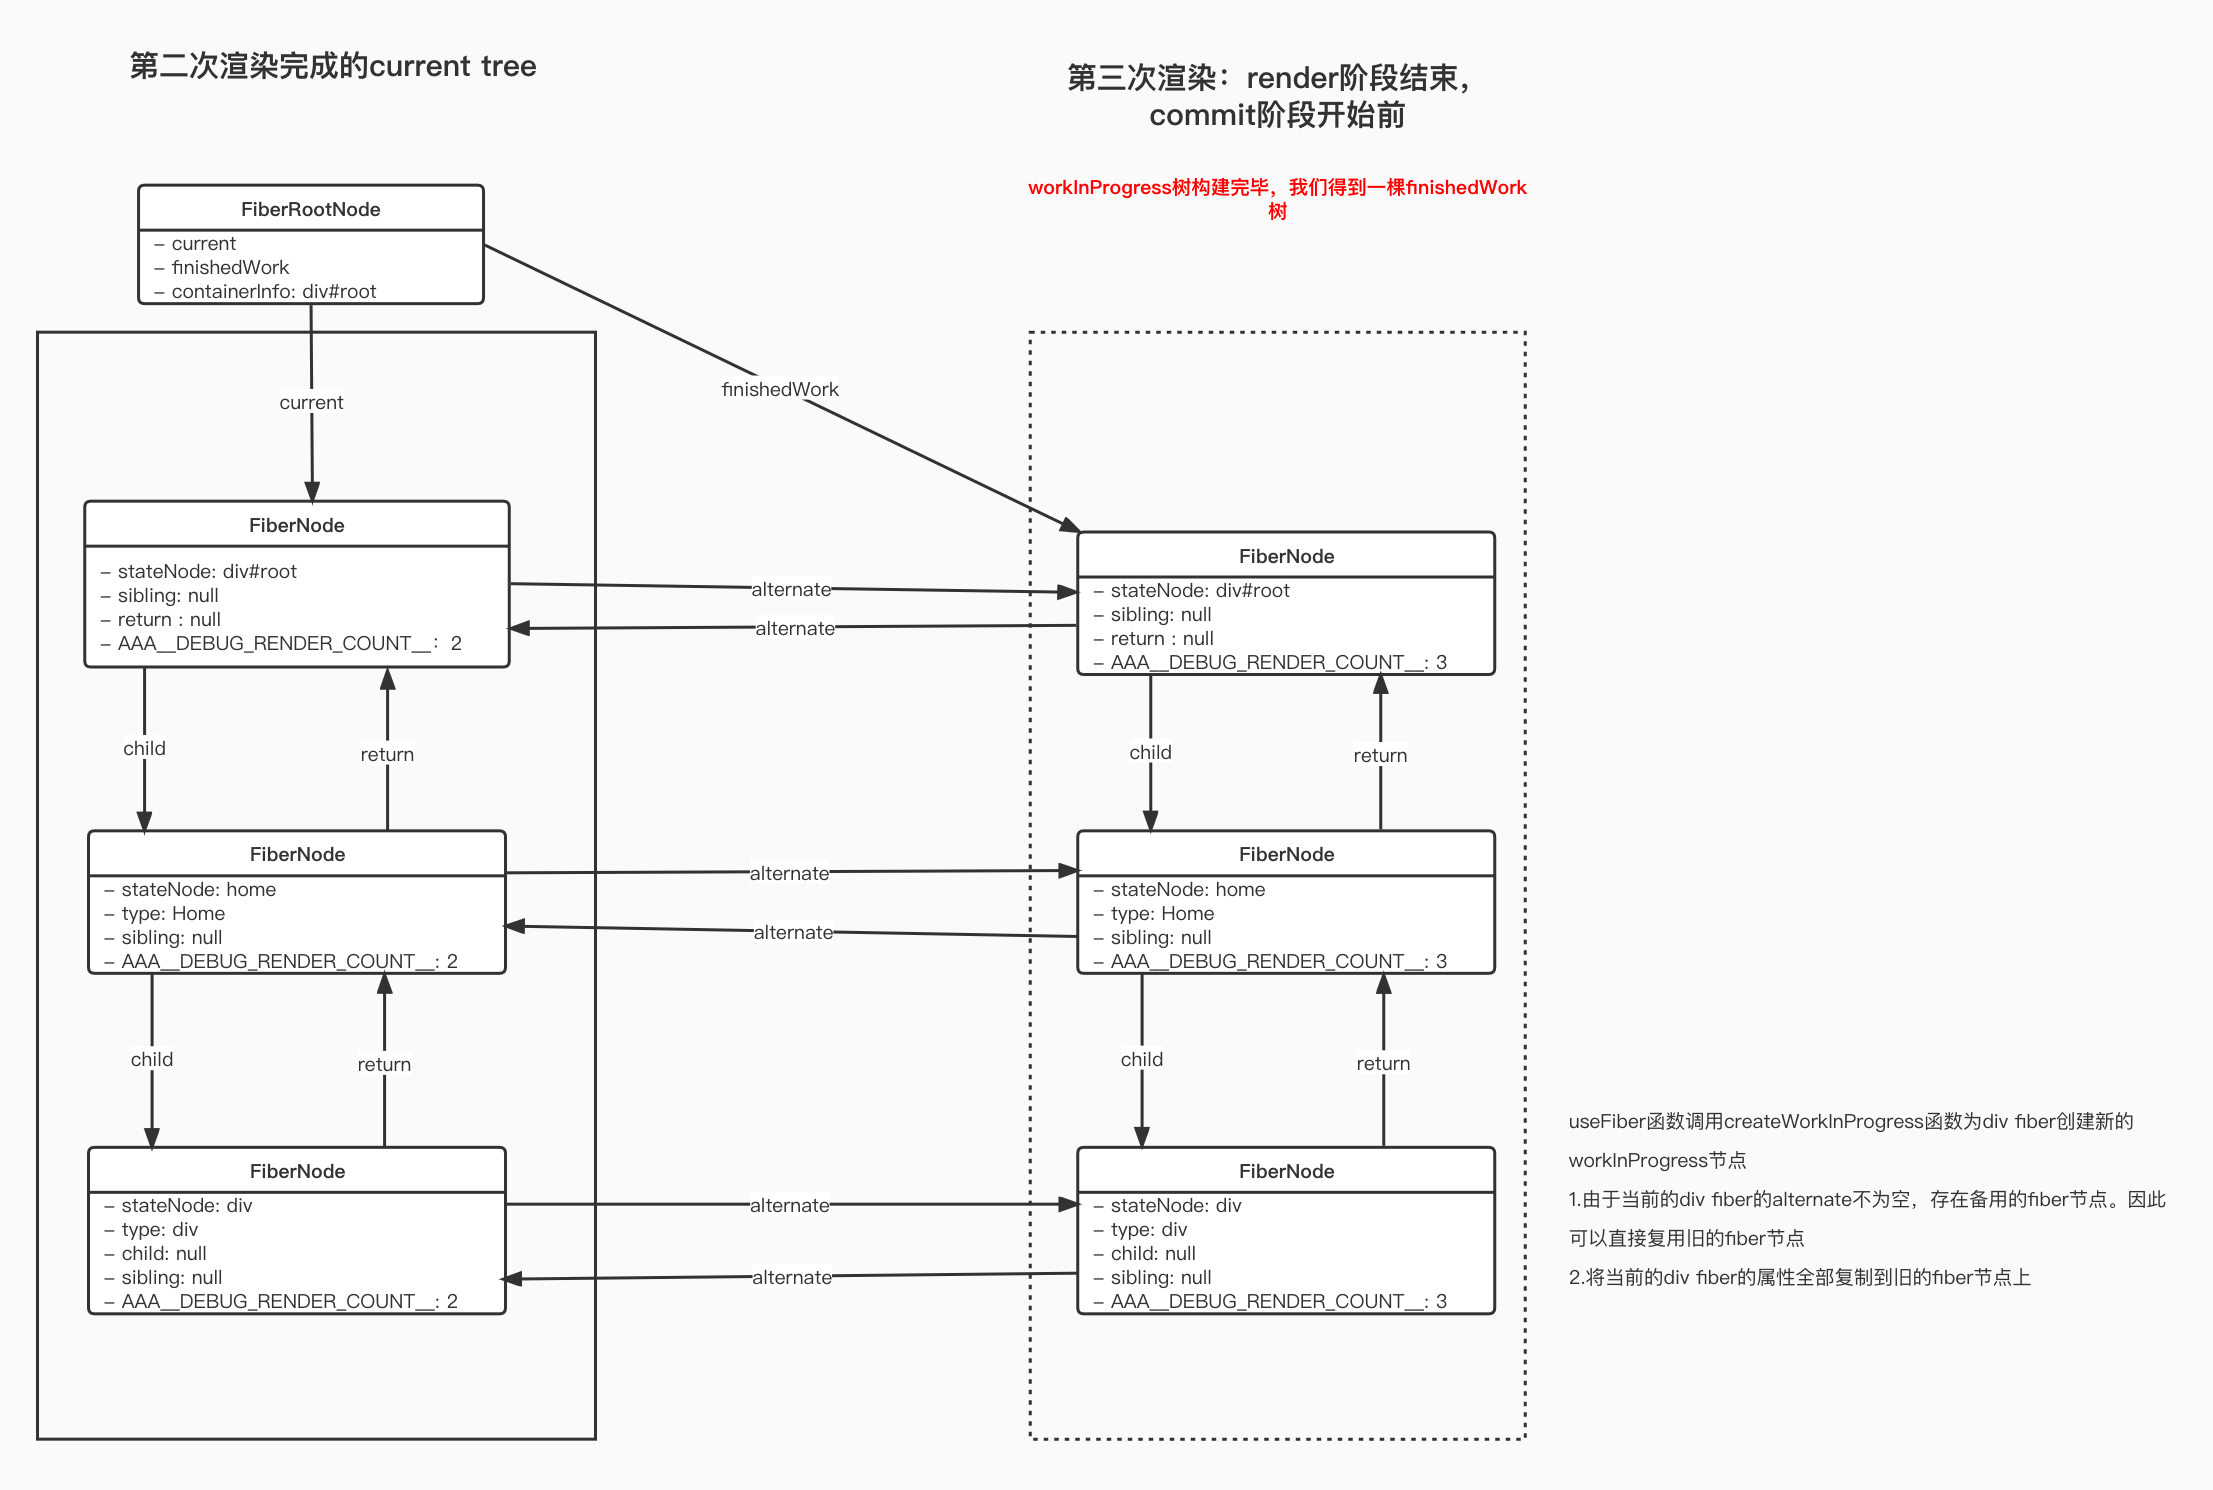 第二次渲染完成的current tree
第三次渲染：render阶段结束，
commit阶段开始前
workInProgress树构建完毕，我们得到一棵finishedWork
树
FiberRootNode
– current
– finishedWork
– containerInfo: div#root
current
finishedWork
FiberNode
– stateNode: div#root
– sibling: null
– return : null
– AAA__DEBUG_RENDER_COUNT__： 2
alternate
alternate
FiberNode
– stateNode: div#root
– sibling: null
– return : null
– AAA__DEBUG_RENDER_COUNT__: 3
child
return
child
return
FiberNode
– stateNode: home
– type: Home
– sibling: null
– AAA__DEBUG_RENDER_COUNT__: 2
alternate
alternate
FiberNode
– stateNode: home
– type: Home
– sibling: null
– AAA__DEBUG_RENDER_COUNT__: 3
child
return
child
return
FiberNode
– stateNode: div
– type: div
– child: null
– sibling: null
– AAA__DEBUG_RENDER_COUNT__: 2
alternate
alternate
FiberNode
– stateNode: div
– type: div
– child: null
– sibling: null
– AAA__DEBUG_RENDER_COUNT__: 3
useFiber函数调用createWorkInProgress函数为div fiber创建新的
workInProgress节点
1.由于当前的div fiber的alternate不为空，存在备用的fiber节点。因此
可以直接复用旧的fiber节点
2.将当前的div fiber的属性全部复制到旧的fiber节点上